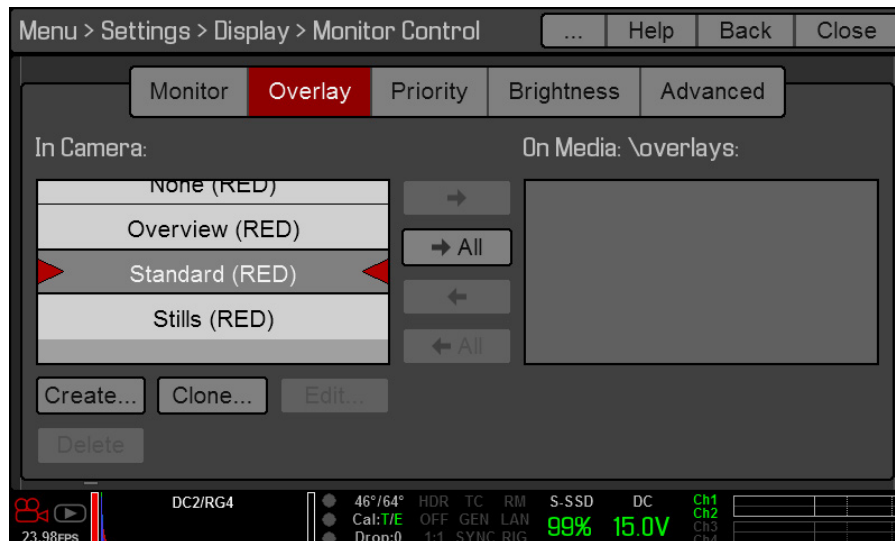 Menu > Settings > Display > Monitor Control ... Help Back Close
Monitor Overlay Priority Brightness Advanced
In Camera:
On Media: \overlays:
None (RED)
Overview (RED)
Standard (RED)
Stills (RED)
→
→ All
←
← All
Create... Clone... Edit...
Delete
DC2/RG4
46°/64° HDR TC RM S-SSD DC Ch1
Cal:T/E OFF GEN LAN 99% 15.0V Ch2
23.98FPS Drop:0 1:1 SYNC RIG Ch3
Ch4